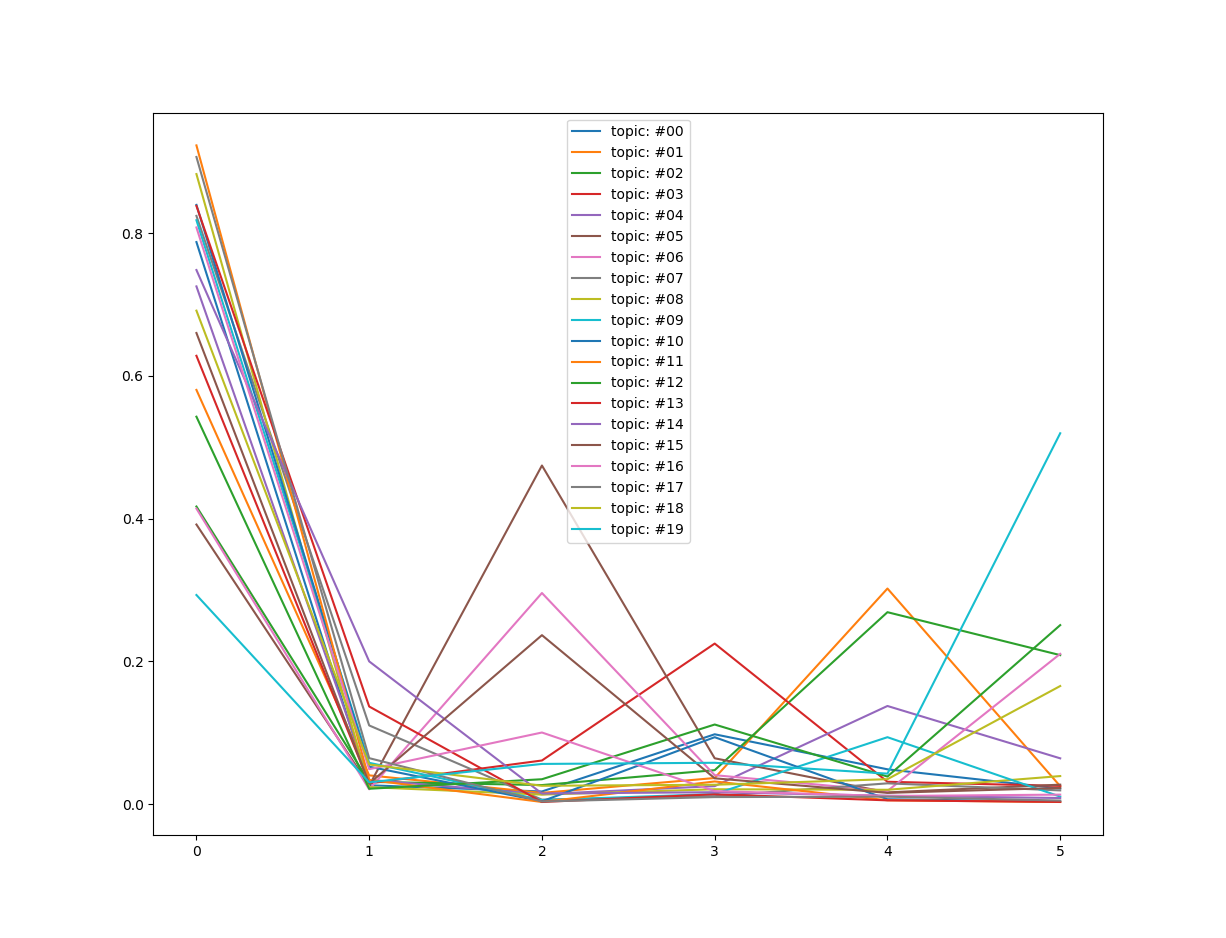 topic: #00
topic: #01
topic: #02
topic: #03
topic: #04
topic: #05
topic: #06
topic: #07
topic: #08
topic: #09
topic: #10
topic: #11
topic: #12
topic: #13
topic: #14
topic: #15
topic: #16
topic: #17
topic: #18
topic: #19
0.8
0.6
0.4
0.2
0.0
0 1 2 3 4 5